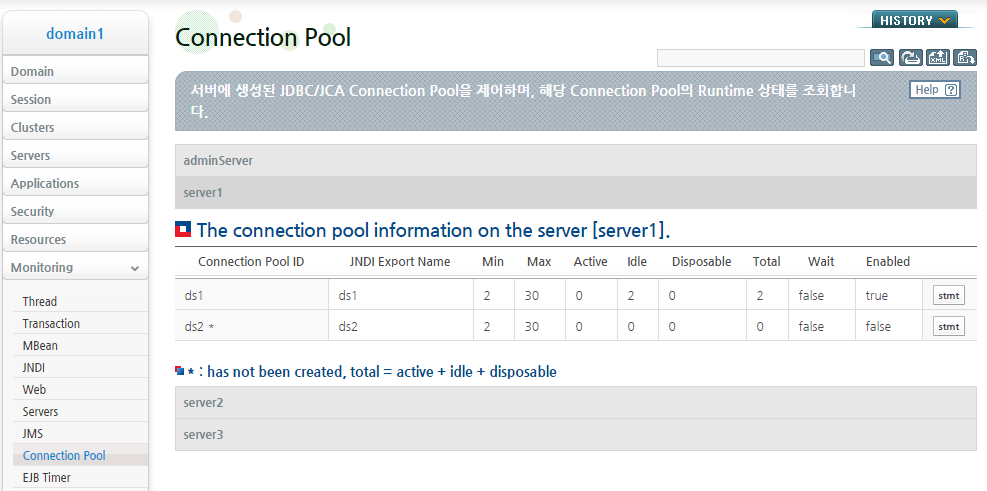 domain1
Domain
Session
Clusters
Servers
Applications
Security
Resources
Monitoring
Thread
Transaction
MBean
JNDI
Web
Servers
JMS
Connection Pool
EJB Timer
HISTORY
Connection Pool
XML
서버에 생성된 JDBC/JCA Connection Pool을 제어하며, 해당 Connection Pool의 Runtime 상태를 조회합니
다.
Help ?
adminServer
server1
The connection pool information on the server [server1].
Connection Pool ID JNDI Export Name Min Max Active Idle Disposable Total Wait Enabled
ds1 ds1 2 30 0 2 0 2 false true stmt
ds2 * ds2 2 30 0 0 0 0 false false stmt
* : has not been created, total = active + idle + disposable
server2
server3